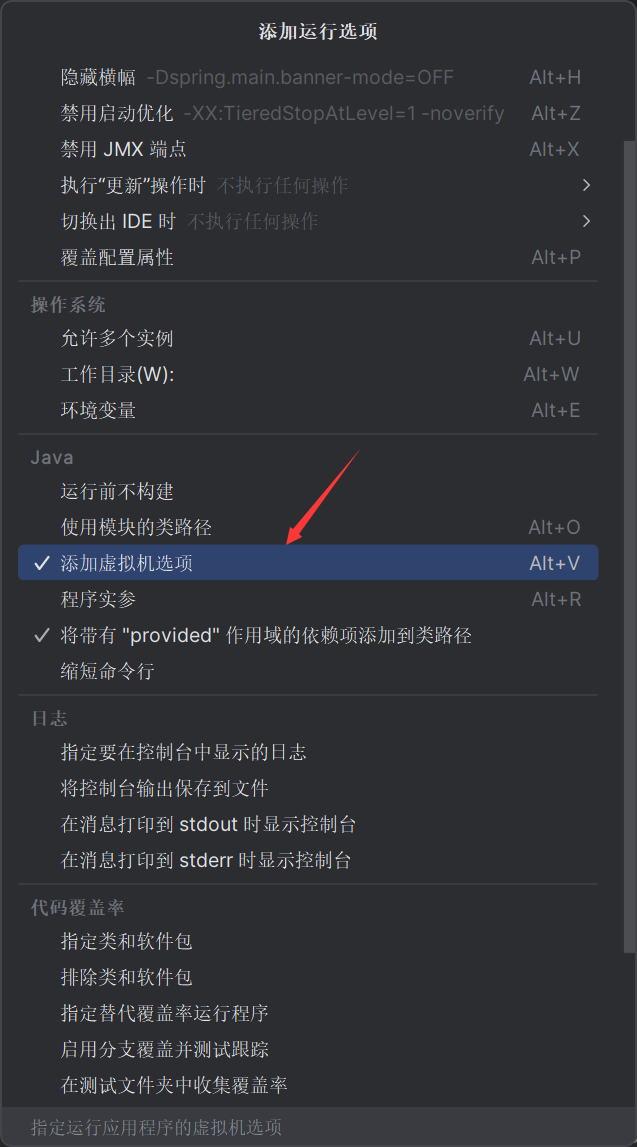 添加运行选项
隐藏横幅 -Dspring.main.banner-mode=OFF Alt+H
禁用启动优化 -XX:TieredStopAtLevel=1 -noverify Alt+Z
禁用 JMX 端点 Alt+X
执行“更新”操作时 不执行任何操作
切换出 IDE 时 不执行任何操作
覆盖配置属性 Alt+P
操作系统
允许多个实例 Alt+U
工作目录(W): Alt+W
环境变量 Alt+E
Java
运行前不构建
使用模块的类路径 Alt+O
添加虚拟机选项 Alt+V
程序实参 Alt+R
将带有 "provided" 作用域的依赖项添加到类路径
缩短命令行
日志
指定要在控制台中显示的日志
将控制台输出保存到文件
在消息打印到 stdout 时显示控制台
在消息打印到 stderr 时显示控制台
代码覆盖率
指定类和软件包
排除类和软件包
指定替代覆盖率运行程序
启用分支覆盖并测试跟踪
在测试文件夹中收集覆盖率
指定运行应用程序的虚拟机选项